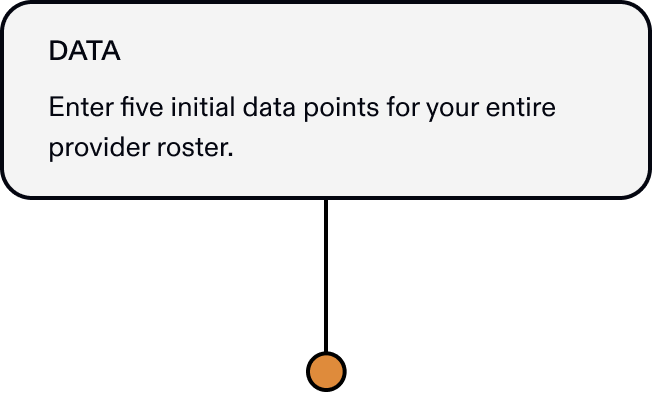 DATA
Enter five initial data points for your entire
provider roster.